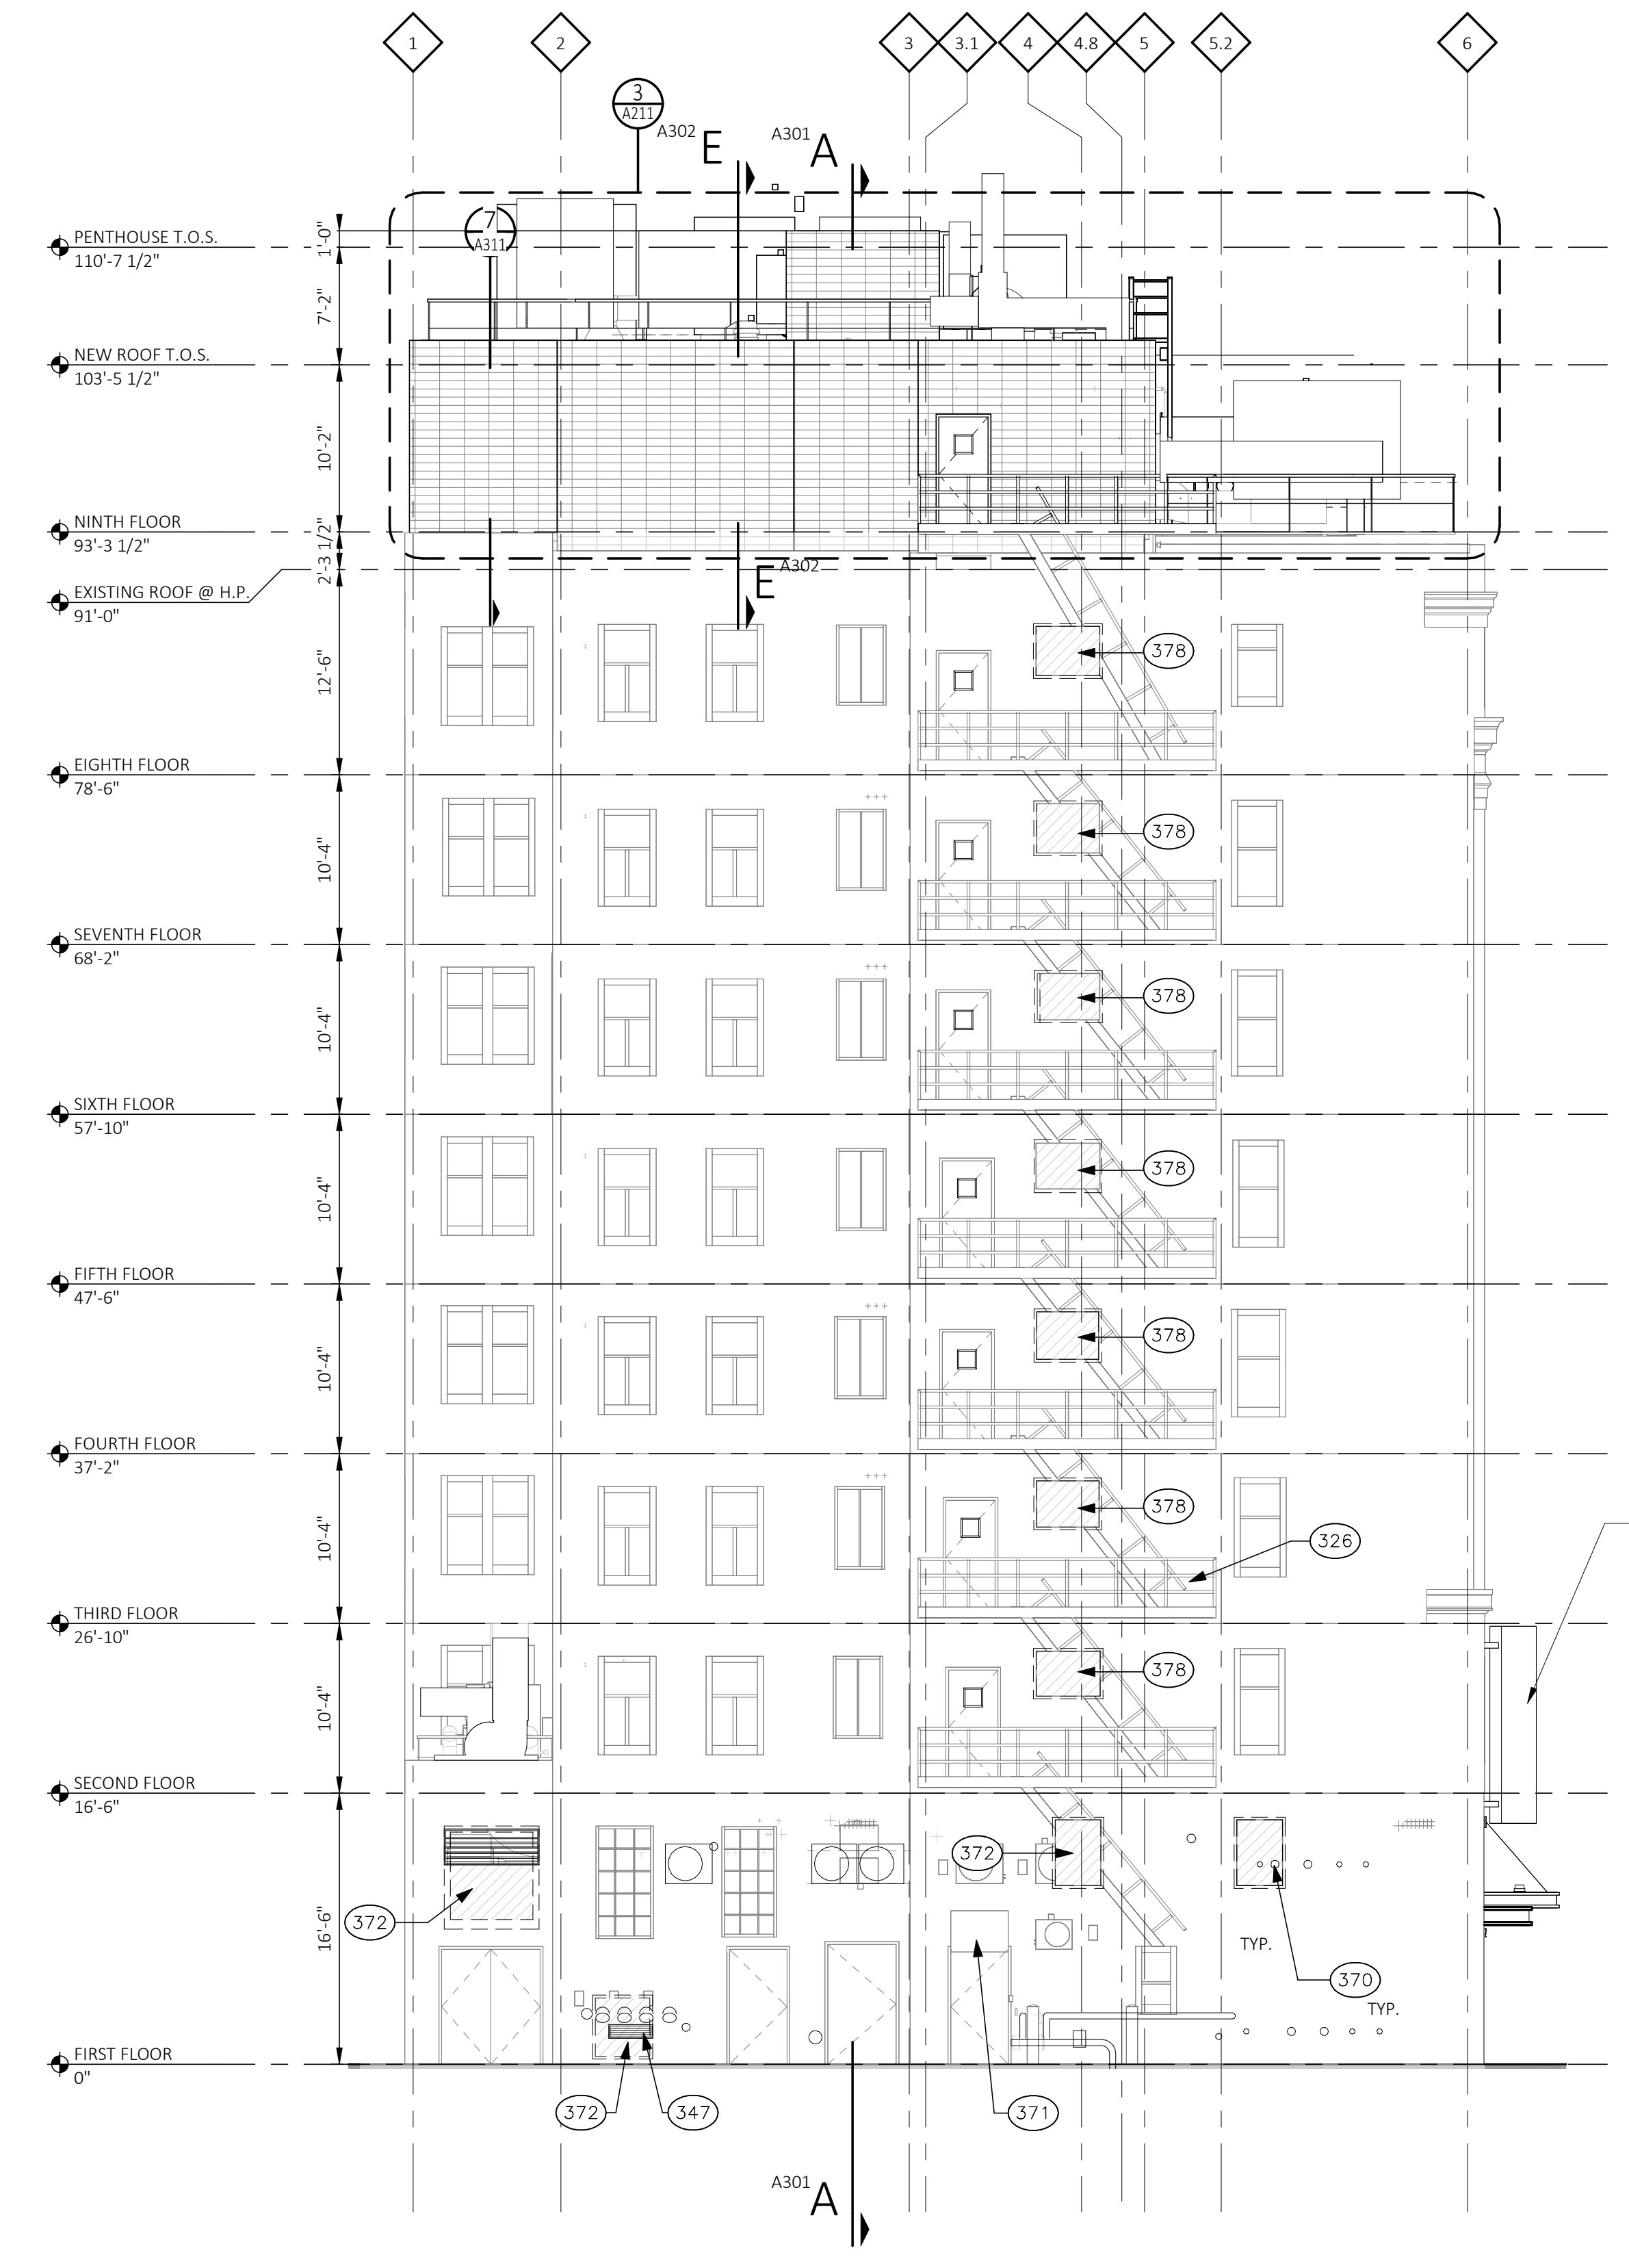 1
2
3
3.1
4
4.8
5
5.2
6
3
A211
A302
E
A301
A
7
A311
PENTHOUSE T.O.S.
110'-7 1/2"
1'-0"
7'-2"
NEW ROOF T.O.S.
103'-5 1/2"
10'-2"
NINTH FLOOR
93'-3 1/2"
2'-3 1/2"
E
A302
EXISTING ROOF @ H.P.
91'-0"
12'-6"
378
EIGHTH FLOOR
78'-6"
10'-4"
378
SEVENTH FLOOR
68'-2"
10'-4"
378
SIXTH FLOOR
57'-10"
10'-4"
378
FIFTH FLOOR
47'-6"
10'-4"
378
FOURTH FLOOR
37'-2"
10'-4"
378
326
THIRD FLOOR
26'-10"
10'-4"
378
SECOND FLOOR
16'-6"
16'-6"
372
372
TYP.
370
TYP.
FIRST FLOOR
0"
372
347
371
A301
A